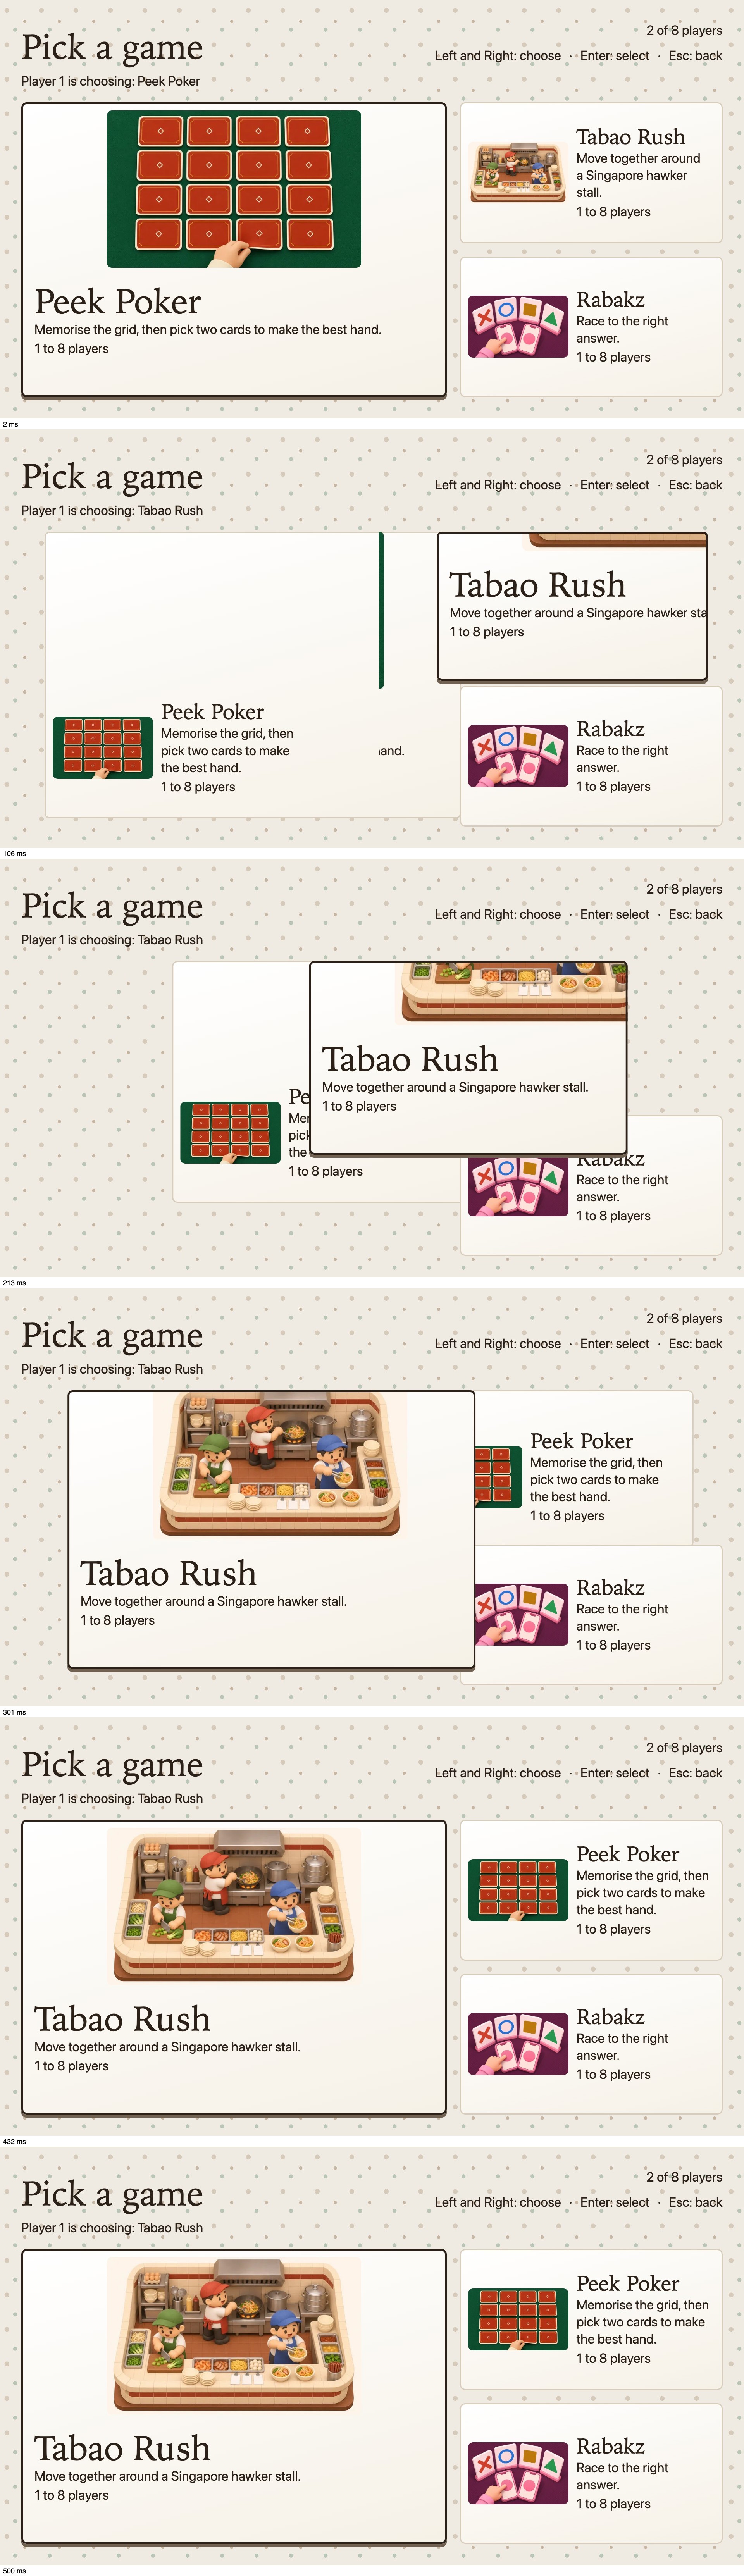 Pick a game
2 of 8 players
Left and Right: choose · Enter: select · Esc: back
Player 1 is choosing: Peek Poker
Peek Poker
Memorise the grid, then pick two cards to make the best hand.
1 to 8 players
Tabao Rush
Move together around
a Singapore hawker
stall.
1 to 8 players
Rabakz
Race to the right
answer.
1 to 8 players
2 ms
Pick a game
2 of 8 players
Left and Right: choose · Enter: select · Esc: back
Player 1 is choosing: Tabao Rush
Peek Poker
Memorise the grid, then
pick two cards to make
the best hand.
1 to 8 players
hand.
Tabao Rush
Move together around a Singapore hawker sta
1 to 8 players
Rabakz
Race to the right
answer.
1 to 8 players
106 ms
Pick a game
2 of 8 players
Left and Right: choose · Enter: select · Esc: back
Player 1 is choosing: Tabao Rush
Pe
Mer
pick
the
1 to 8 players
Tabao Rush
Move together around a Singapore hawker stall.
1 to 8 players
Rabakz
Race to the right
answer.
1 to 8 players
213 ms
Pick a game
2 of 8 players
Left and Right: choose · Enter: select · Esc: back
Player 1 is choosing: Tabao Rush
Tabao Rush
Move together around a Singapore hawker stall.
1 to 8 players
Peek Poker
Memorise the grid, then
pick two cards to make
the best hand.
1 to 8 players
Rabakz
Race to the right
answer.
1 to 8 players
301 ms
Pick a game
2 of 8 players
Left and Right: choose · Enter: select · Esc: back
Player 1 is choosing: Tabao Rush
Tabao Rush
Move together around a Singapore hawker stall.
1 to 8 players
Peek Poker
Memorise the grid, then
pick two cards to make
the best hand.
1 to 8 players
Rabakz
Race to the right
answer.
1 to 8 players
432 ms
Pick a game
2 of 8 players
Left and Right: choose · Enter: select · Esc: back
Player 1 is choosing: Tabao Rush
Tabao Rush
Move together around a Singapore hawker stall.
1 to 8 players
Peek Poker
Memorise the grid, then
pick two cards to make
the best hand.
1 to 8 players
Rabakz
Race to the right
answer.
1 to 8 players
500 ms